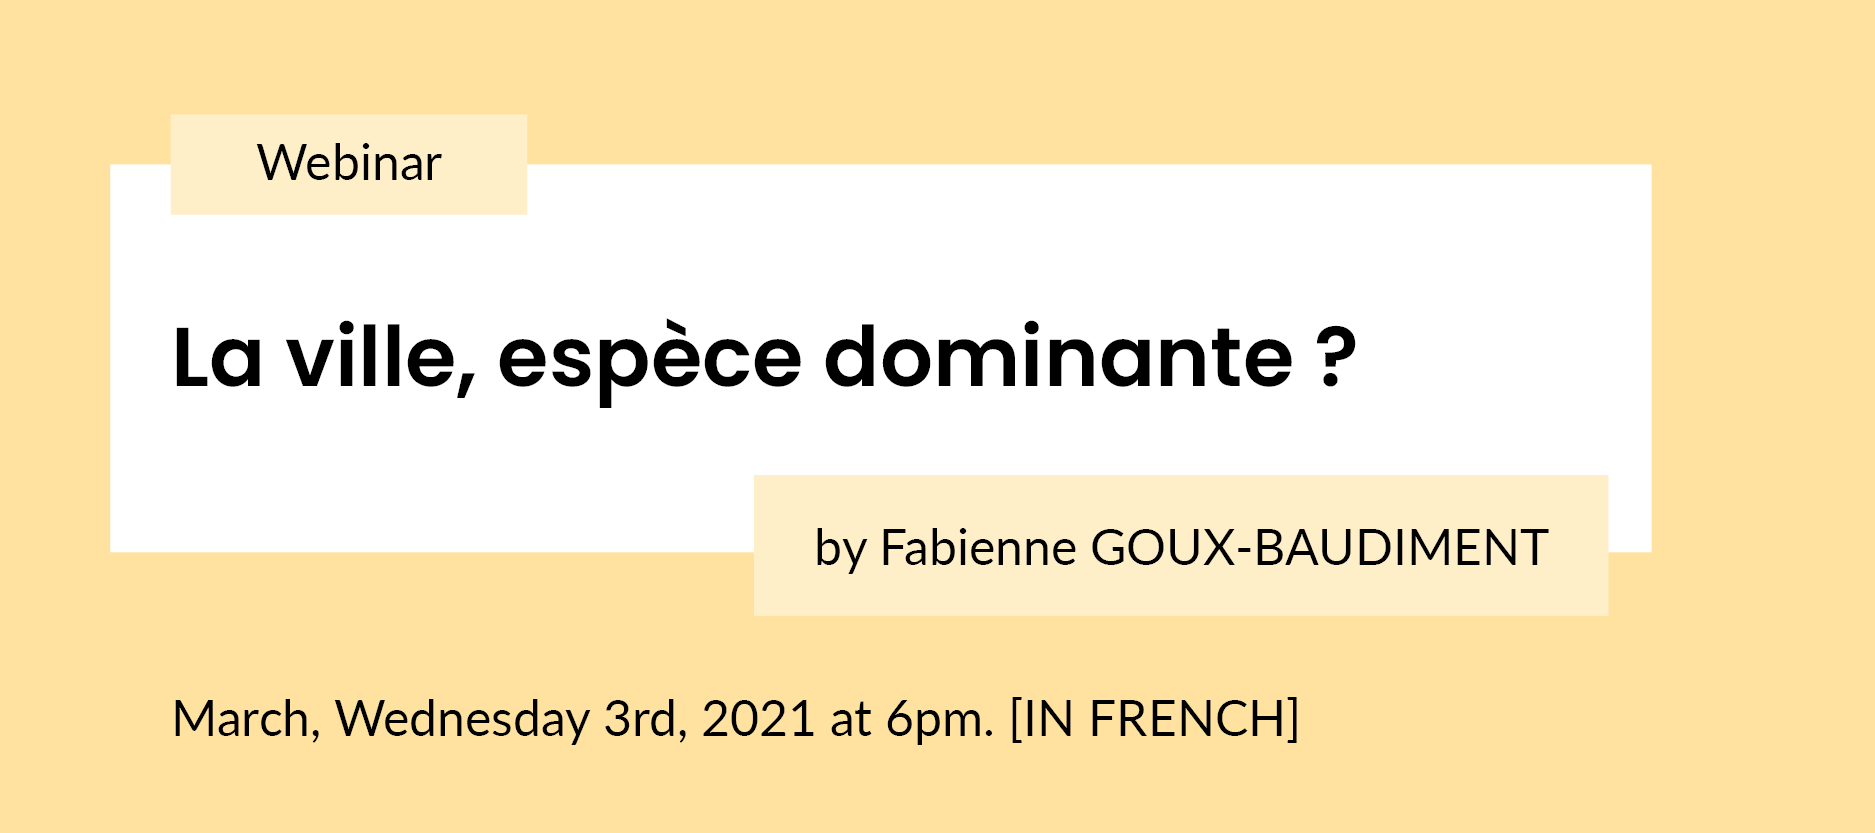 Webinar
La ville, espèce dominante ?
by Fabienne GOUX-BAUDIMENT
March, Wednesday 3rd, 2021 at 6pm. [IN FRENCH]